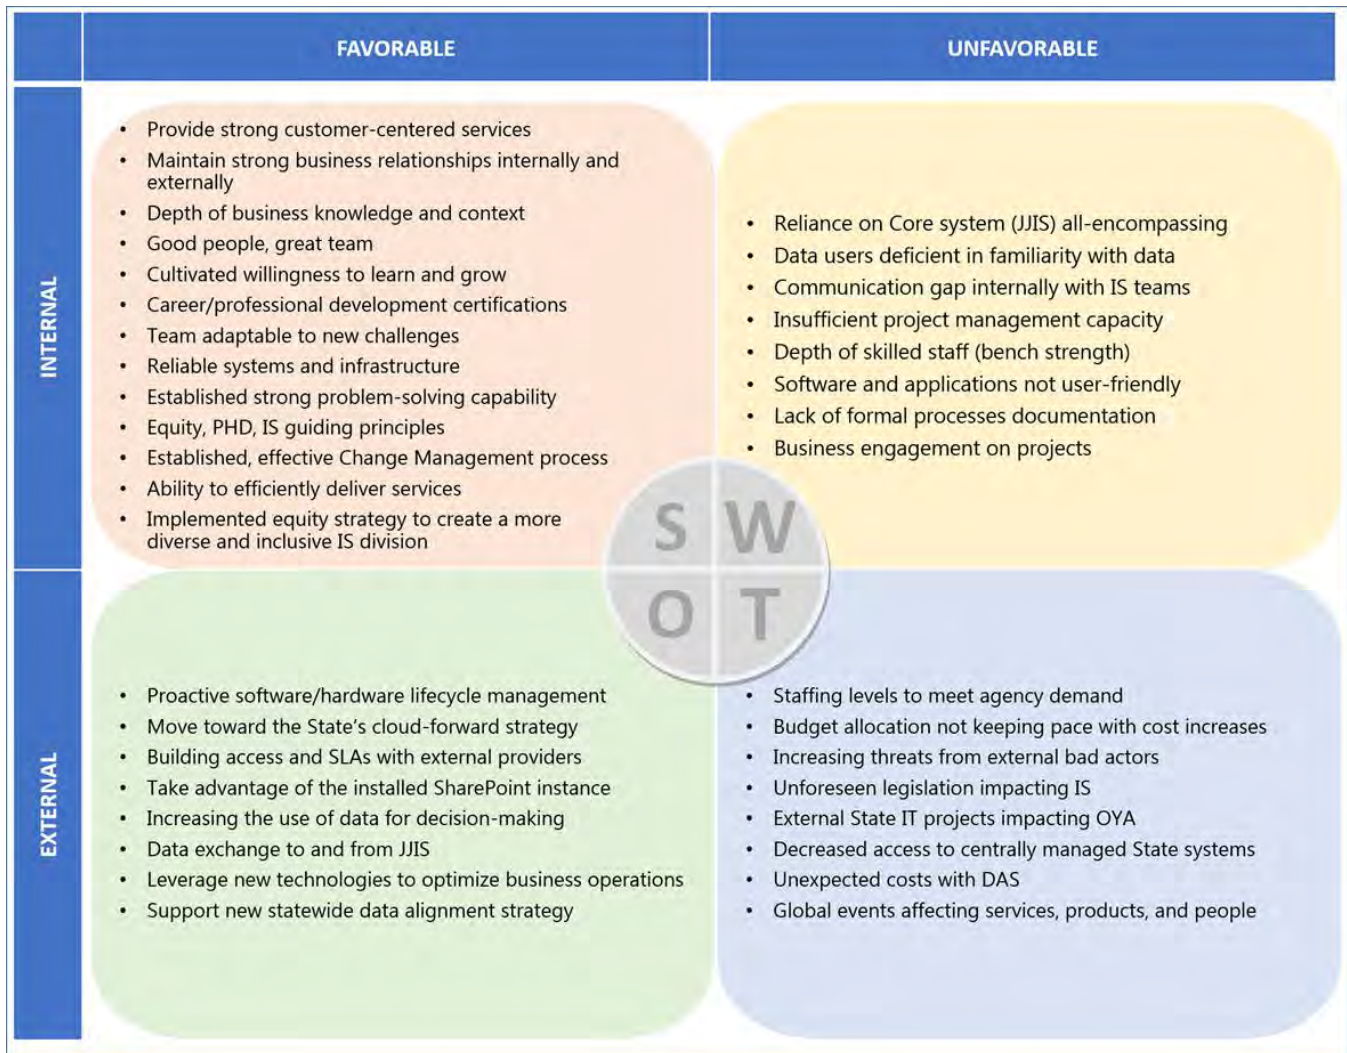 FAVORABLE
UNFAVORABLE
INTERNAL
• Provide strong customer-centered services
• Maintain strong business relationships internally and
externally
• Depth of business knowledge and context
• Good people, great team
• Cultivated willingness to learn and grow
• Career/professional development certifications
• Team adaptable to new challenges
• Reliable systems and infrastructure
• Established strong problem-solving capability
• Equity, PHD, IS guiding principles
• Established, effective Change Management process
• Ability to efficiently deliver services
• Implemented equity strategy to create a more
diverse and inclusive IS division
• Reliance on Core system (JJIS) all-encompassing
• Data users deficient in familiarity with data
• Communication gap internally with IS teams
• Insufficient project management capacity
• Depth of skilled staff (bench strength)
• Software and applications not user-friendly
• Lack of formal processes documentation
• Business engagement on projects
S W
O T
EXTERNAL
• Proactive software/hardware lifecycle management
• Move toward the State’s cloud-forward strategy
• Building access and SLAs with external providers
• Take advantage of the installed SharePoint instance
• Increasing the use of data for decision-making
• Data exchange to and from JJIS
• Leverage new technologies to optimize business operations
• Support new statewide data alignment strategy
• Staffing levels to meet agency demand
• Budget allocation not keeping pace with cost increases
• Increasing threats from external bad actors
• Unforeseen legislation impacting IS
• External State IT projects impacting OYA
• Decreased access to centrally managed State systems
• Unexpected costs with DAS
• Global events affecting services, products, and people